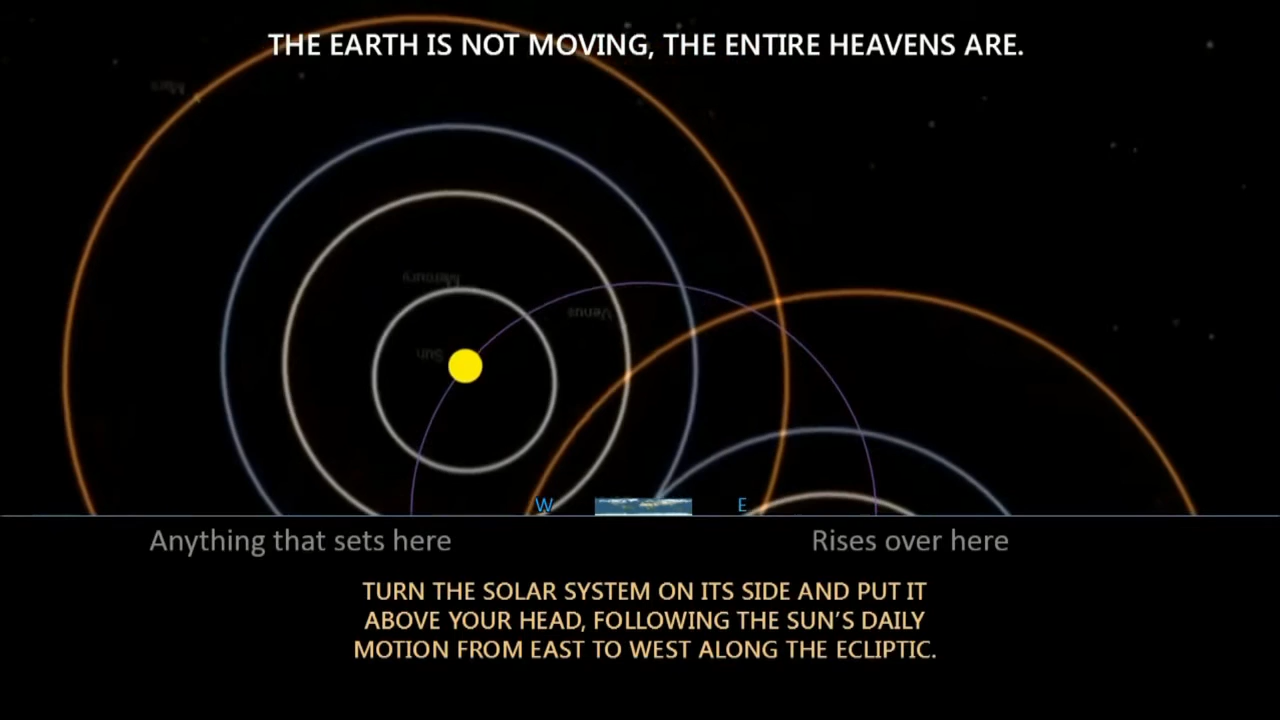 THE EARTH IS NOT MOVING, THE ENTIRE HEAVENS ARE.
Mars
Mercury
Venus
Sun
W E
Anything that sets here Rises over here
TURN THE SOLAR SYSTEM ON ITS SIDE AND PUT IT
ABOVE YOUR HEAD, FOLLOWING THE SUN’S DAILY
MOTION FROM EAST TO WEST ALONG THE ECLIPTIC.